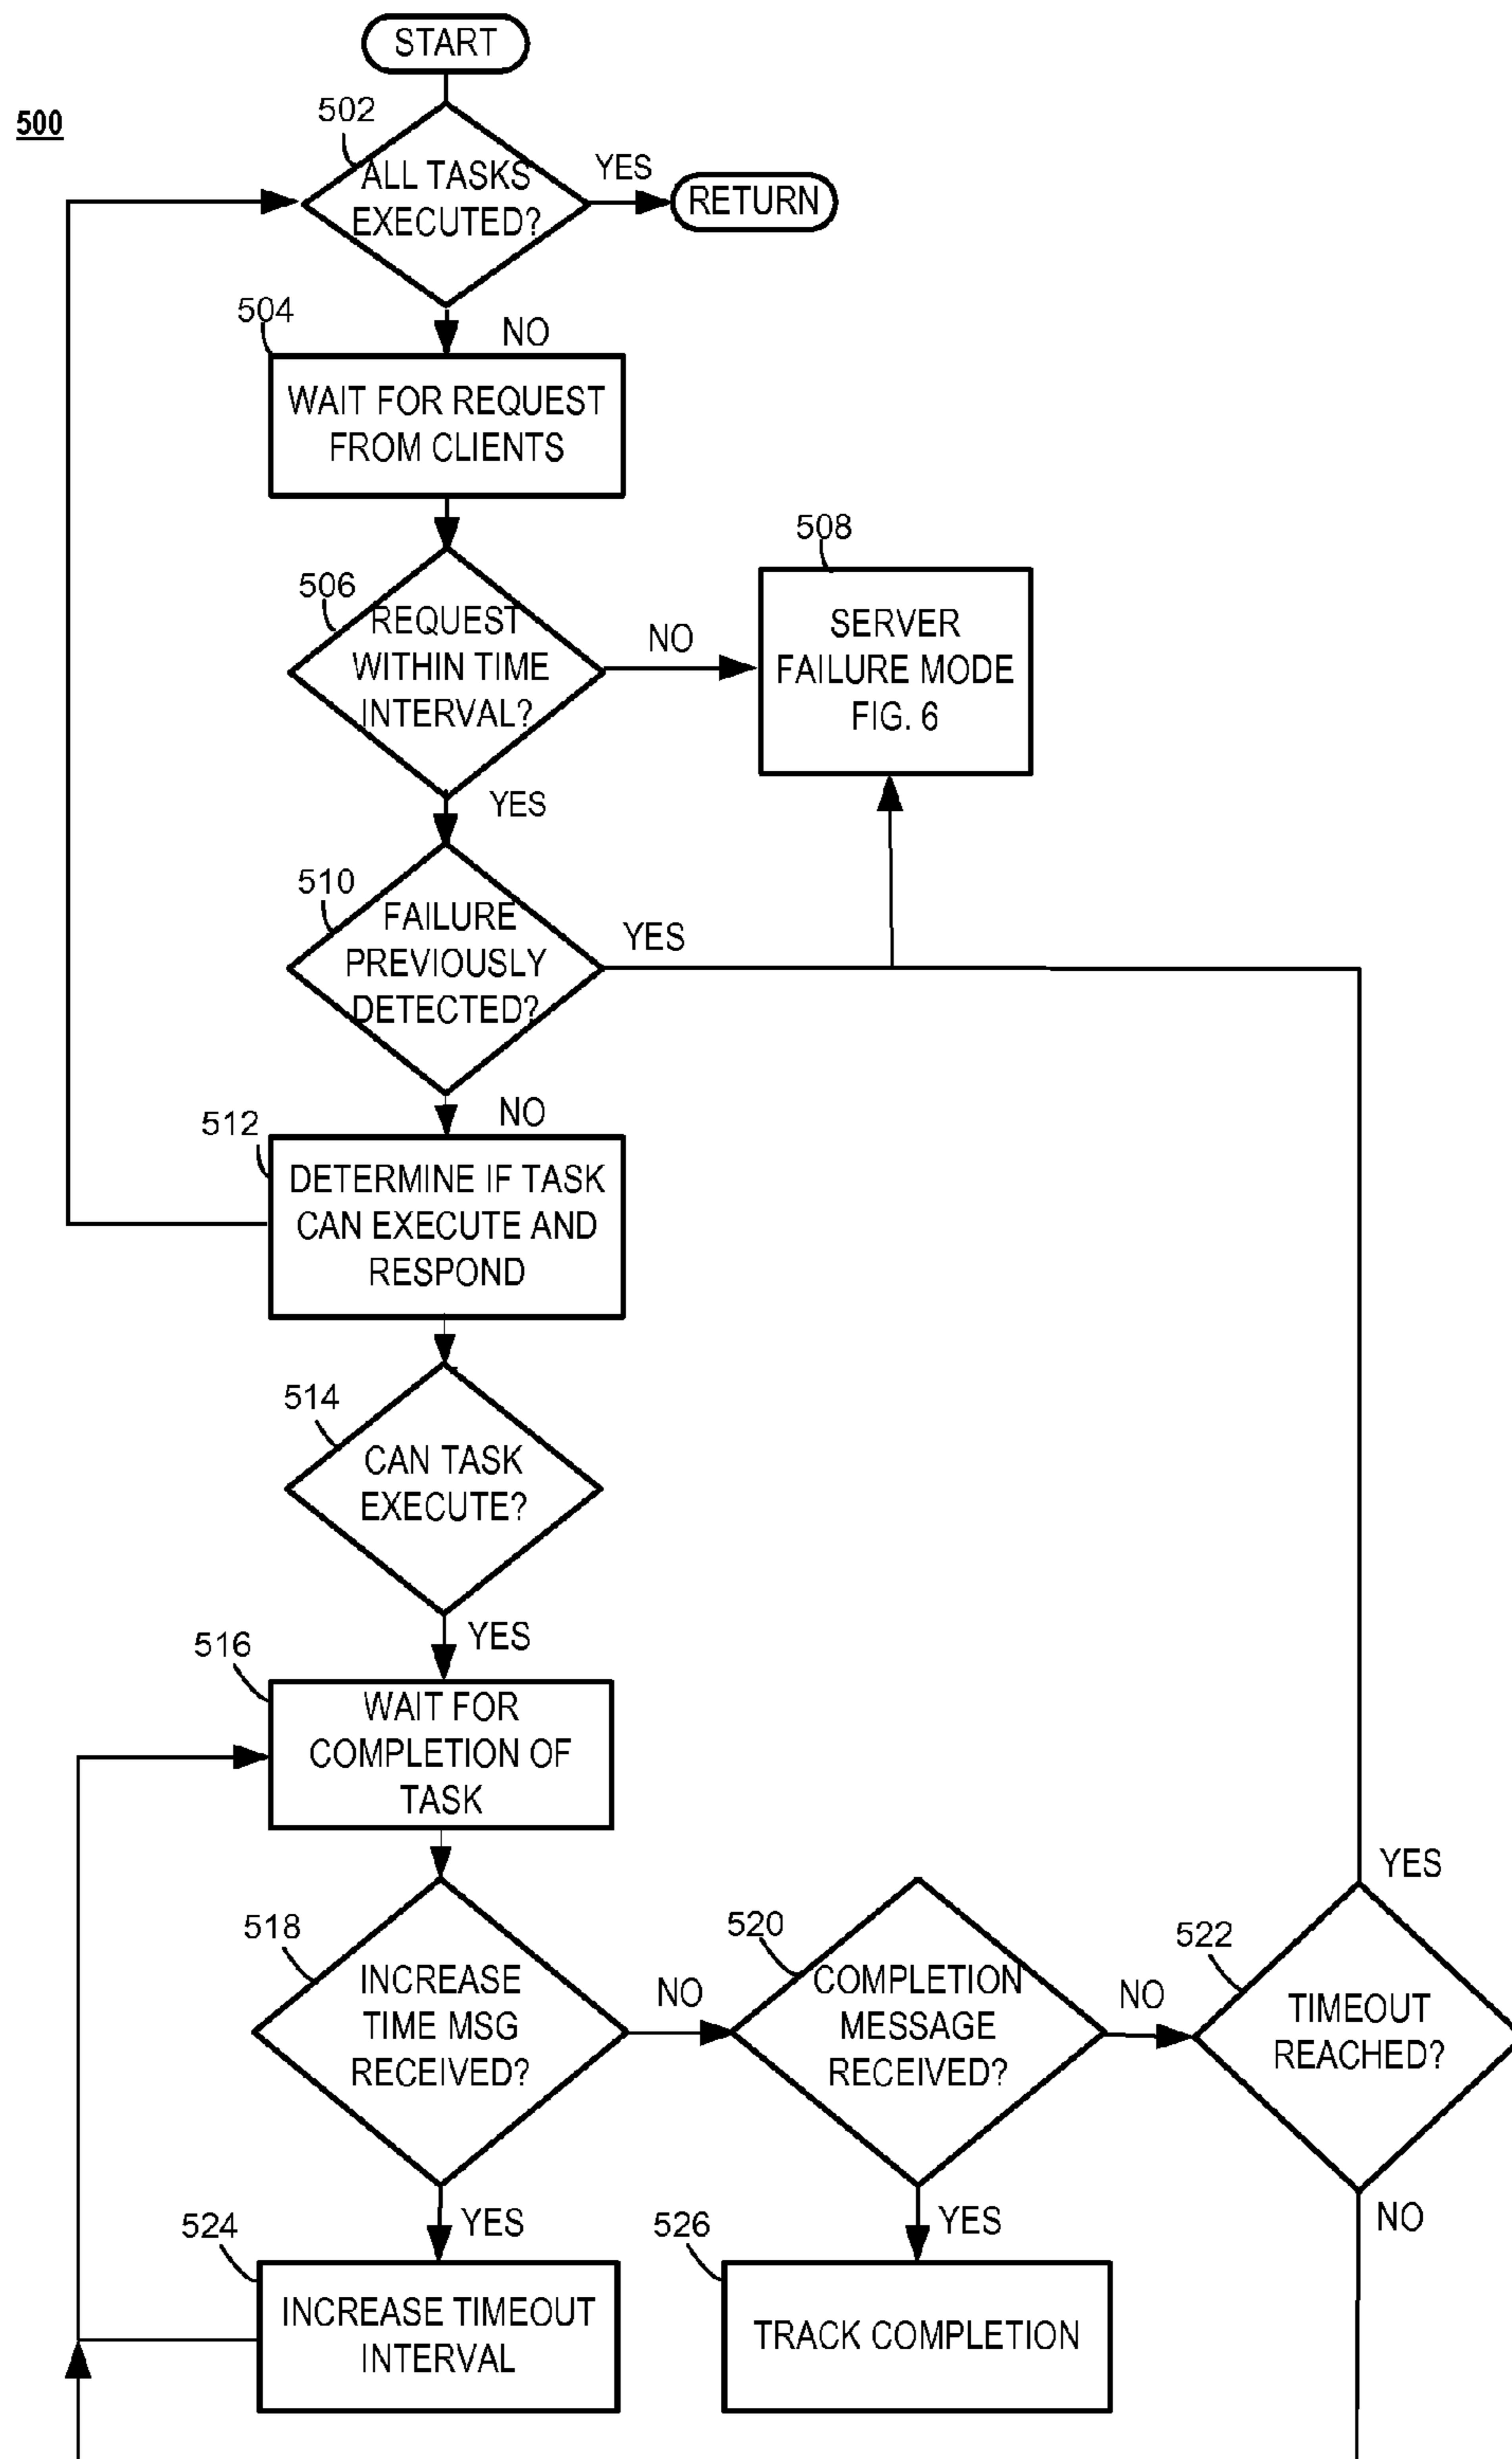 START
500
502
ALL TASKS
EXECUTED?
YES
RETURN
NO
504
WAIT FOR REQUEST
FROM CLIENTS
506
REQUEST
WITHIN TIME
INTERVAL?
NO
508
SERVER
FAILURE MODE
FIG. 6
YES
510
FAILURE
PREVIOUSLY
DETECTED?
YES
NO
512
DETERMINE IF TASK
CAN EXECUTE AND
RESPOND
514
CAN TASK
EXECUTE?
YES
516
WAIT FOR
COMPLETION OF
TASK
518
INCREASE
TIME MSG
RECEIVED?
NO
520
COMPLETION
MESSAGE
RECEIVED?
NO
522
TIMEOUT
REACHED?
YES
NO
YES
524
INCREASE TIMEOUT
INTERVAL
YES
526
TRACK COMPLETION